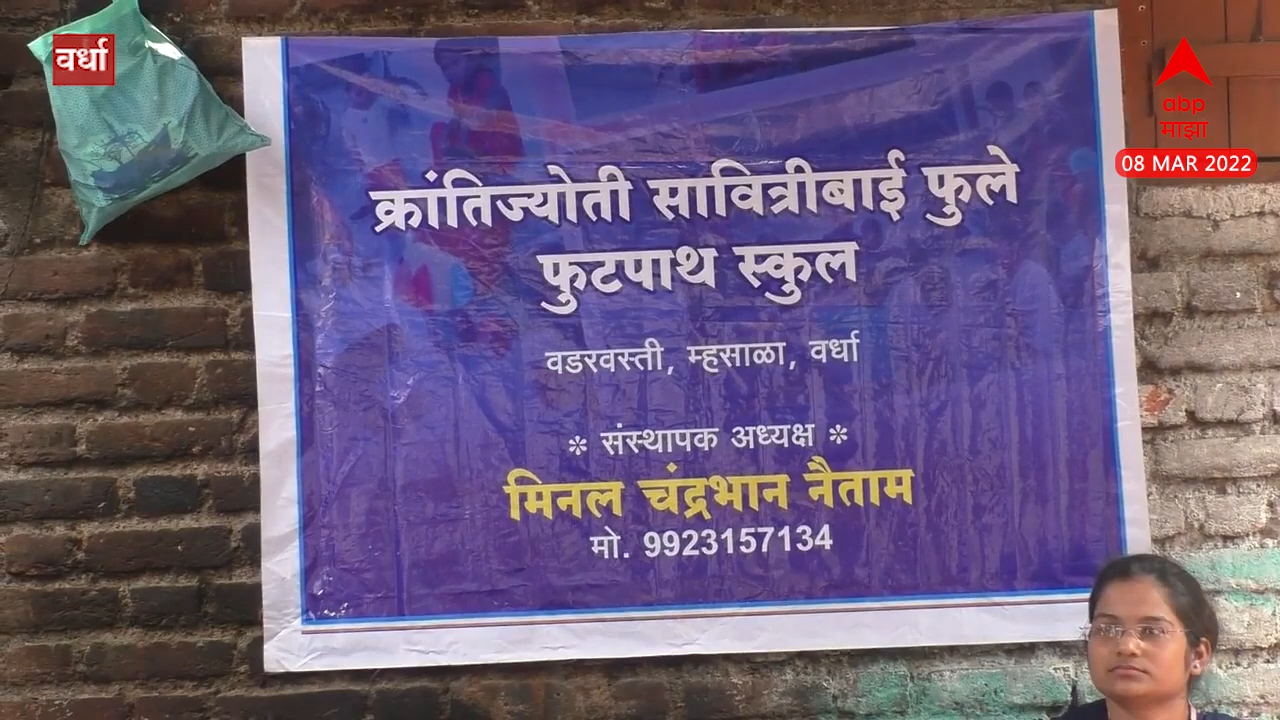 वर्धा
abp
माझा
08 MAR 2022
क्रांतिज्योती सावित्रीबाई फुले
फुटपाथ स्कुल
वडरवस्ती, म्हसाळा, वर्धा
* संस्थापक अध्यक्ष *
मिनल चंद्रभान नैताम
मो. 9923157134